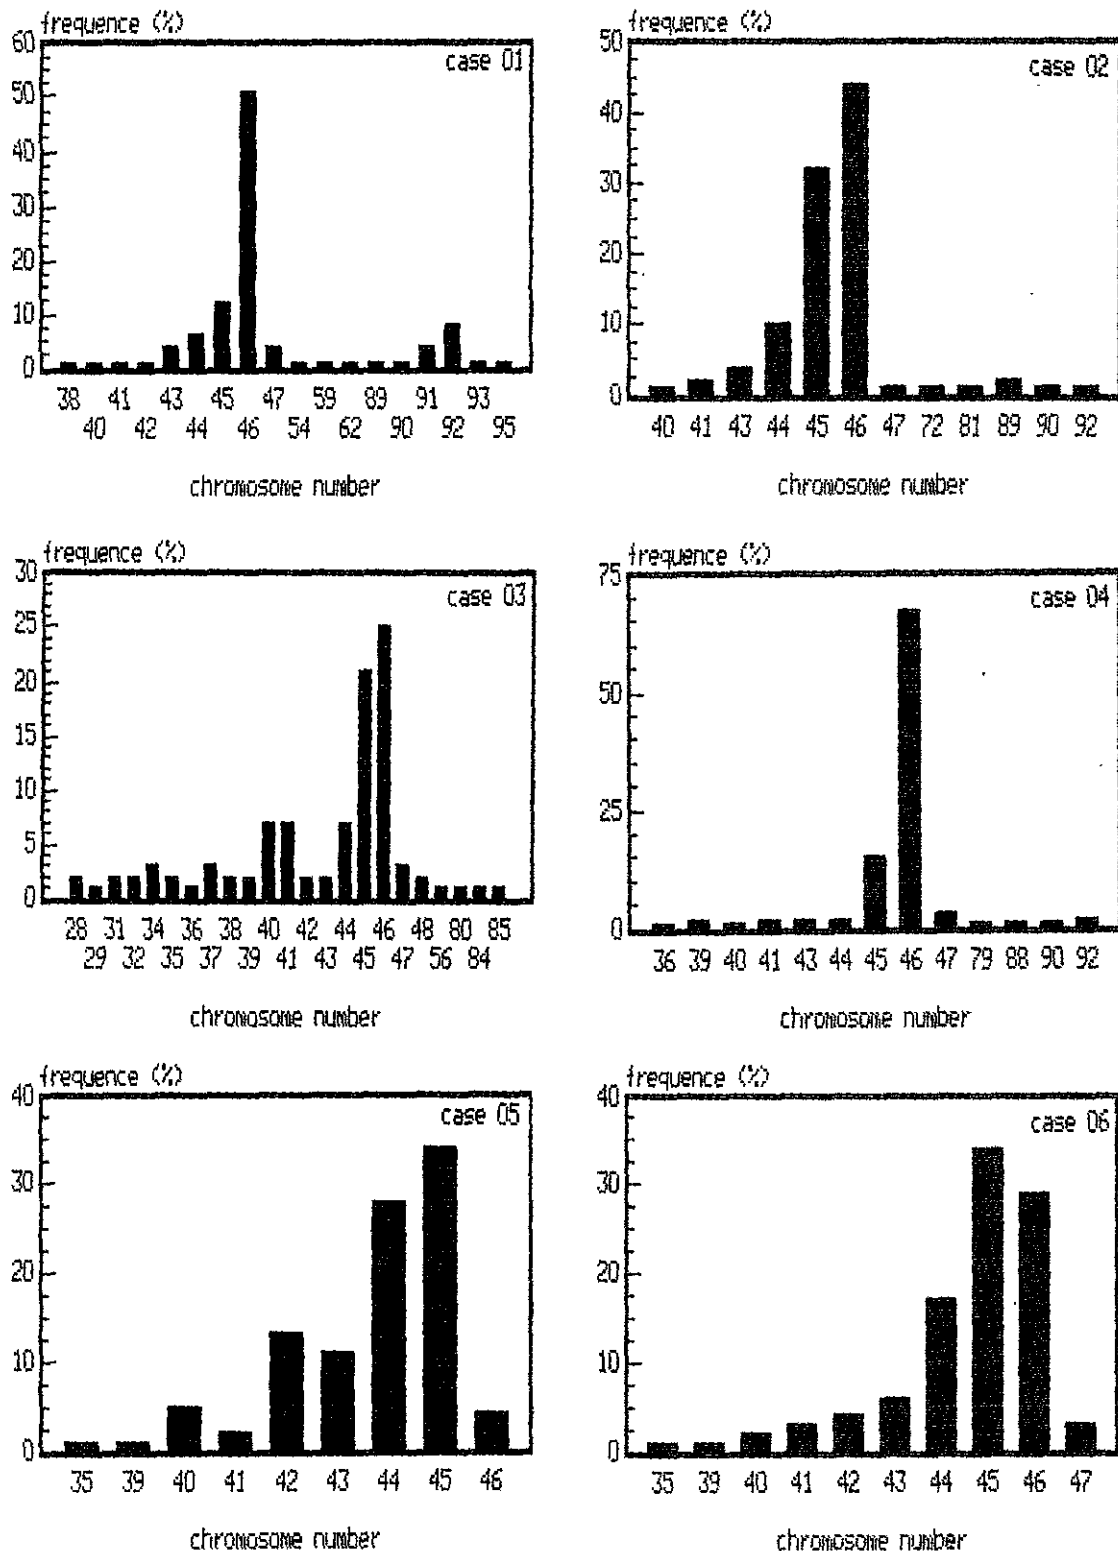 frequence (%)
60
50
40
30
20
10
0
case 01
38 41 43 45 47 59 89 91 93
40 42 44 46 54 62 90 92 95
chromosome number
frequence (%)
50
40
30
20
10
0
case 02
40 41 43 44 45 46 47 72 81 89 90 92
chromosome number
frequence (%)
30
25
20
15
10
5
0
case 03
28 31 34 36 38 40 42 44 46 48 80 85
29 32 35 37 39 41 43 45 47 56 84
chromosome number
frequence (%)
75
50
25
0
case 04
36 39 40 41 43 44 45 46 47 79 88 90 92
chromosome number
frequence (%)
40
30
20
10
0
case 05
35 39 40 41 42 43 44 45 46
chromosome number
frequence (%)
40
30
20
10
0
case 06
35 39 40 41 42 43 44 45 46 47
chromosome number